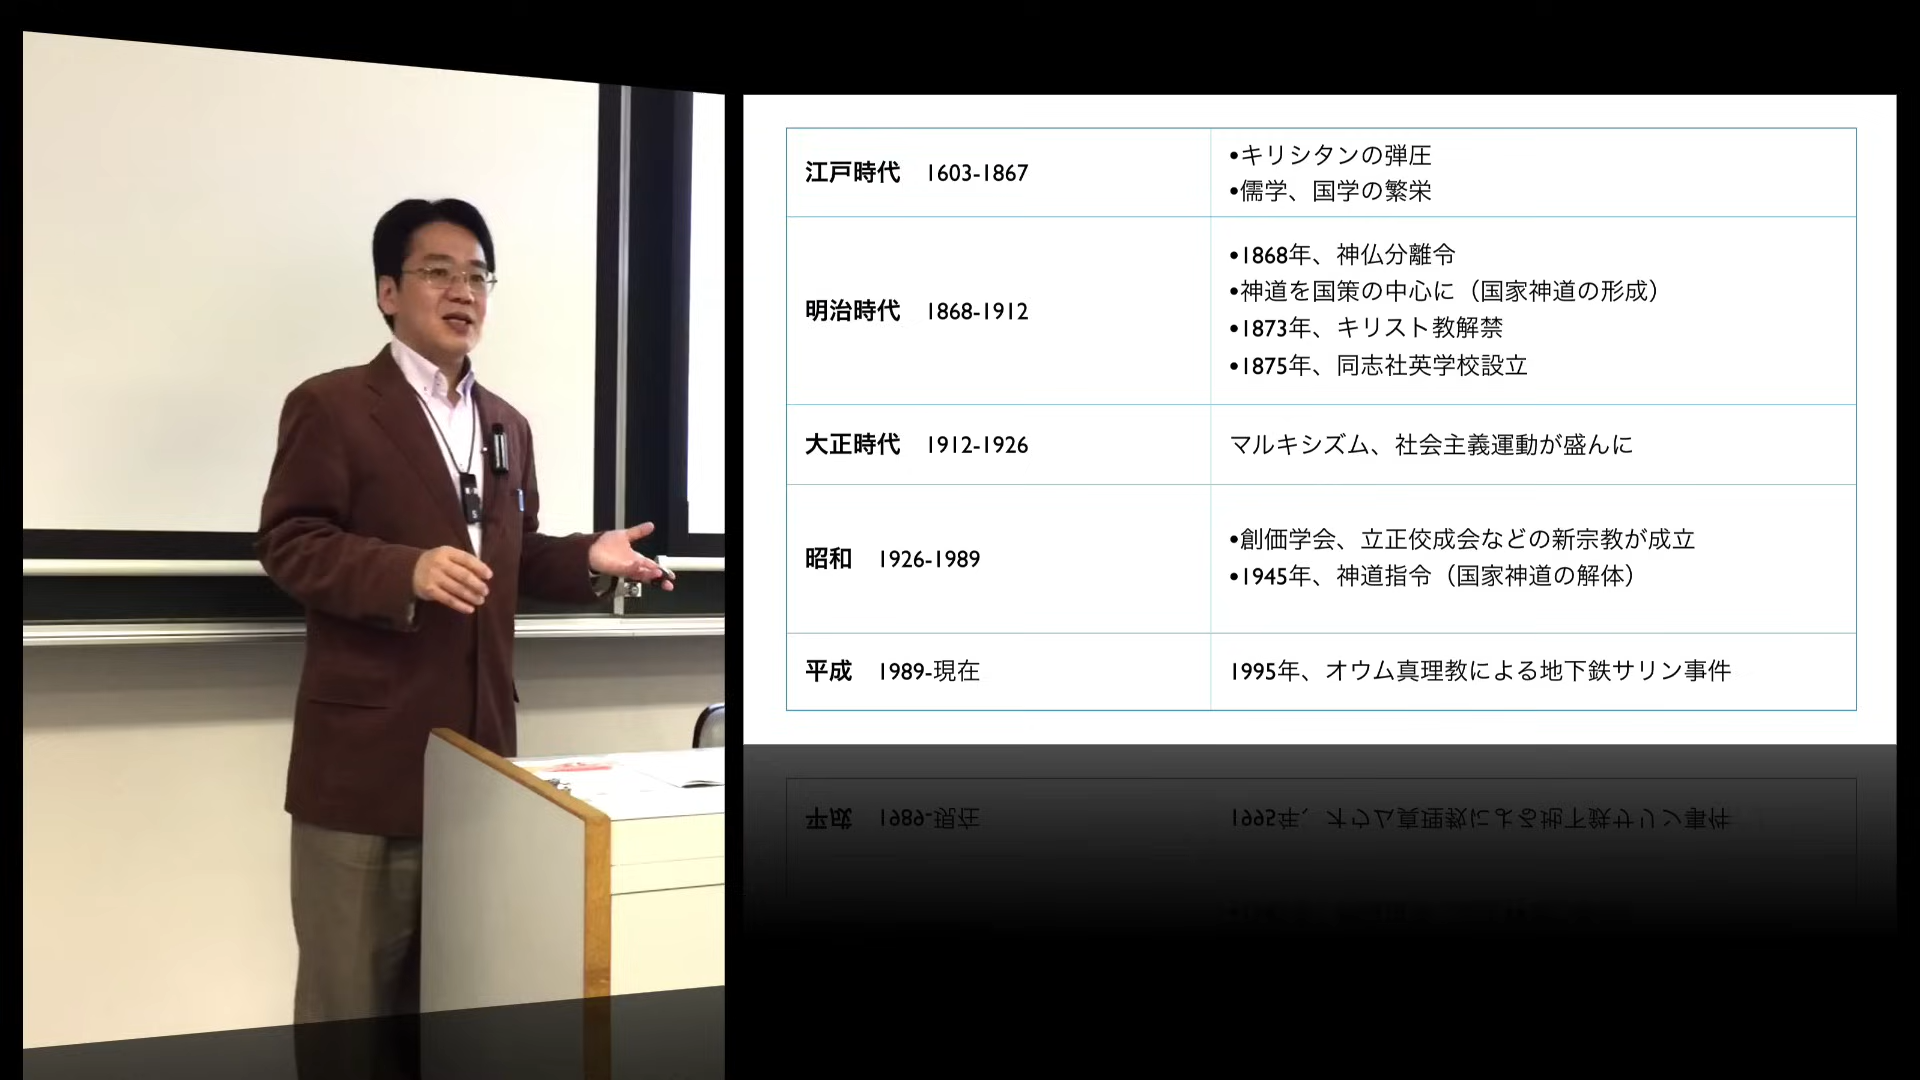 江戸時代 1603-1867
•キリシタンの弾圧
•儒学、国学の繁栄
明治時代 1868-1912
•1868年、神仏分離令
•神道を国策の中心に（国家神道の形成）
•1873年、キリスト教解禁
•1875年、同志社英学校設立
大正時代 1912-1926
マルキシズム、社会主義運動が盛んに
昭和 1926-1989
•創価学会、立正佼成会などの新宗教が成立
•1945年、神道指令（国家神道の解体）
平成 1989-現在
1995年、オウム真理教による地下鉄サリン事件